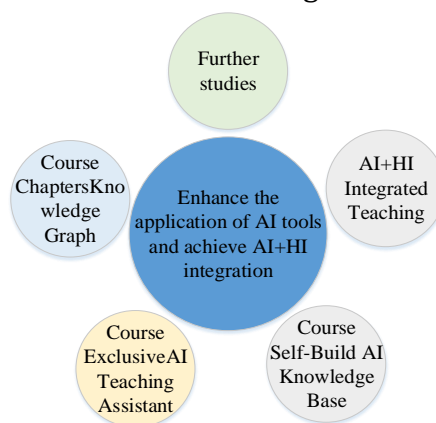 Further
studies
Course
ChaptersKno
wledge
Graph
AI+HI
Integrated
Teaching
Enhance the
application of AI tools
and achieve AI+HI
integration
Course
ExclusiveAI
Teaching
Assistant
Course
Self-Build AI
Knowledge
Base